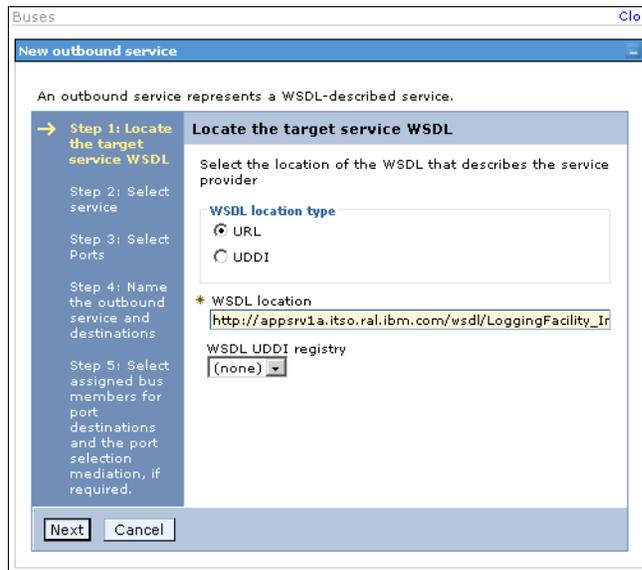 Buses
Clo
New outbound service
An outbound service represents a WSDL-described service.
Step 1: Locate
the target
service WSDL
Step 2: Select
service
Step 3: Select
Ports
Step 4: Name
the outbound
service and
destinations
Step 5: Select
assigned bus
members for
port
destinations
and the port
selection
mediation, if
required.
Locate the target service WSDL
Select the location of the WSDL that describes the service
provider
WSDL location type
URL
UDDI
* WSDL location
http://appsrv1a.itso.ral.ibm.com/wsdl/LoggingFacility_Ir
WSDL UDDI registry
(none)
Next
Cancel